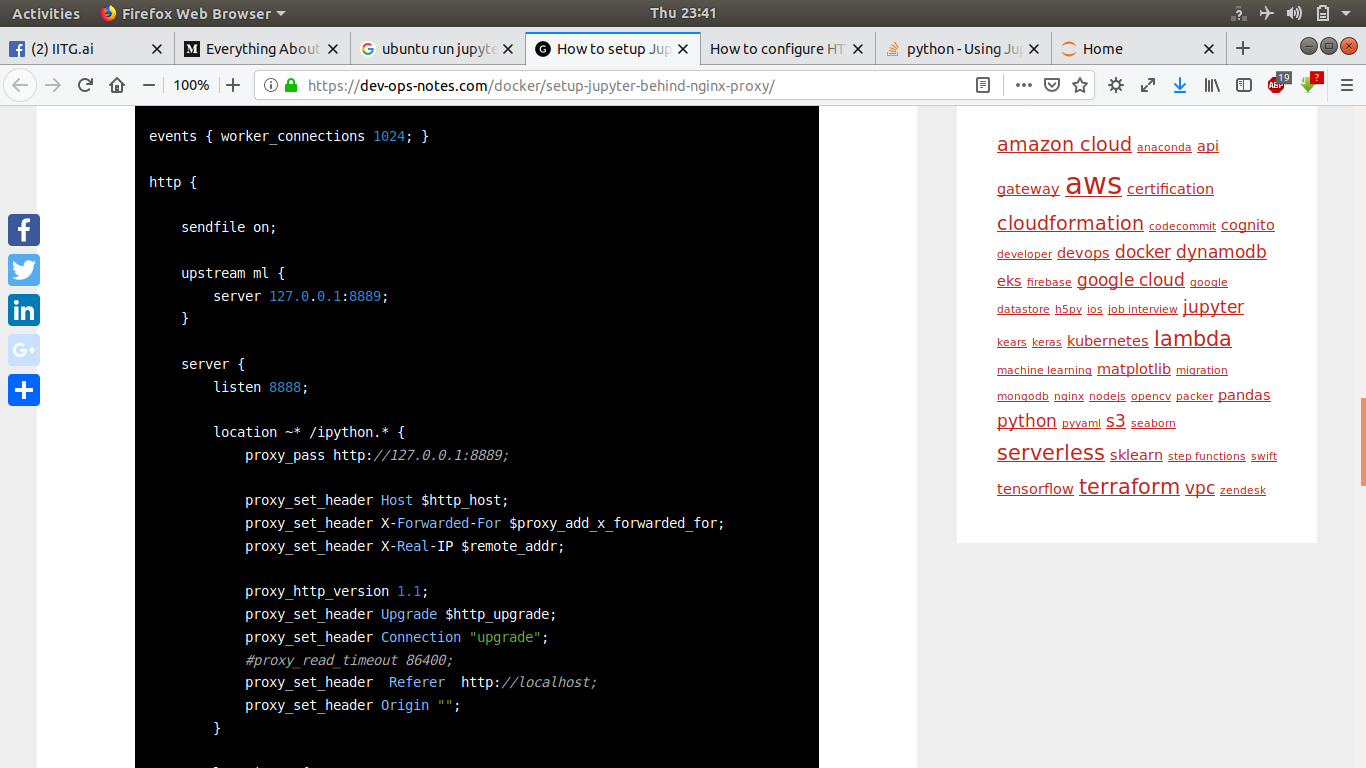 Activities Firefox Web Browser Thu 23:41
(2) IITG.ai Everything About ubuntu run jupyte How to setup Jup How to configure HT python - Using Ju Home
100% https://dev-ops-notes.com/docker/setup-jupyter-behind-nginx-proxy/ ABP 19 ?
events { worker_connections 1024; }
http {
sendfile on;
upstream ml {
server 127.0.0.1:8889;
}
server {
listen 8888;
location ~* /ipython.* {
proxy_pass http://127.0.0.1:8889;
proxy_set_header Host $http_host;
proxy_set_header X-Forwarded-For $proxy_add_x_forwarded_for;
proxy_set_header X-Real-IP $remote_addr;
proxy_http_version 1.1;
proxy_set_header Upgrade $http_upgrade;
proxy_set_header Connection "upgrade";
#proxy_read_timeout 86400;
proxy_set_header  Referer  http://localhost;
proxy_set_header Origin "";
}
amazon cloud anaconda api
gateway aws certification
cloudformation codecommit cognito
developer devops docker dynamodb
eks firebase google cloud google
datastore h5py ios job interview jupyter
kears keras kubernetes lambda
machine learning matplotlib migration
mongodb nginx nodejs opencv packer pandas
python pyyaml s3 seaborn
serverless sklearn step functions swift
tensorflow terraform vpc zendesk